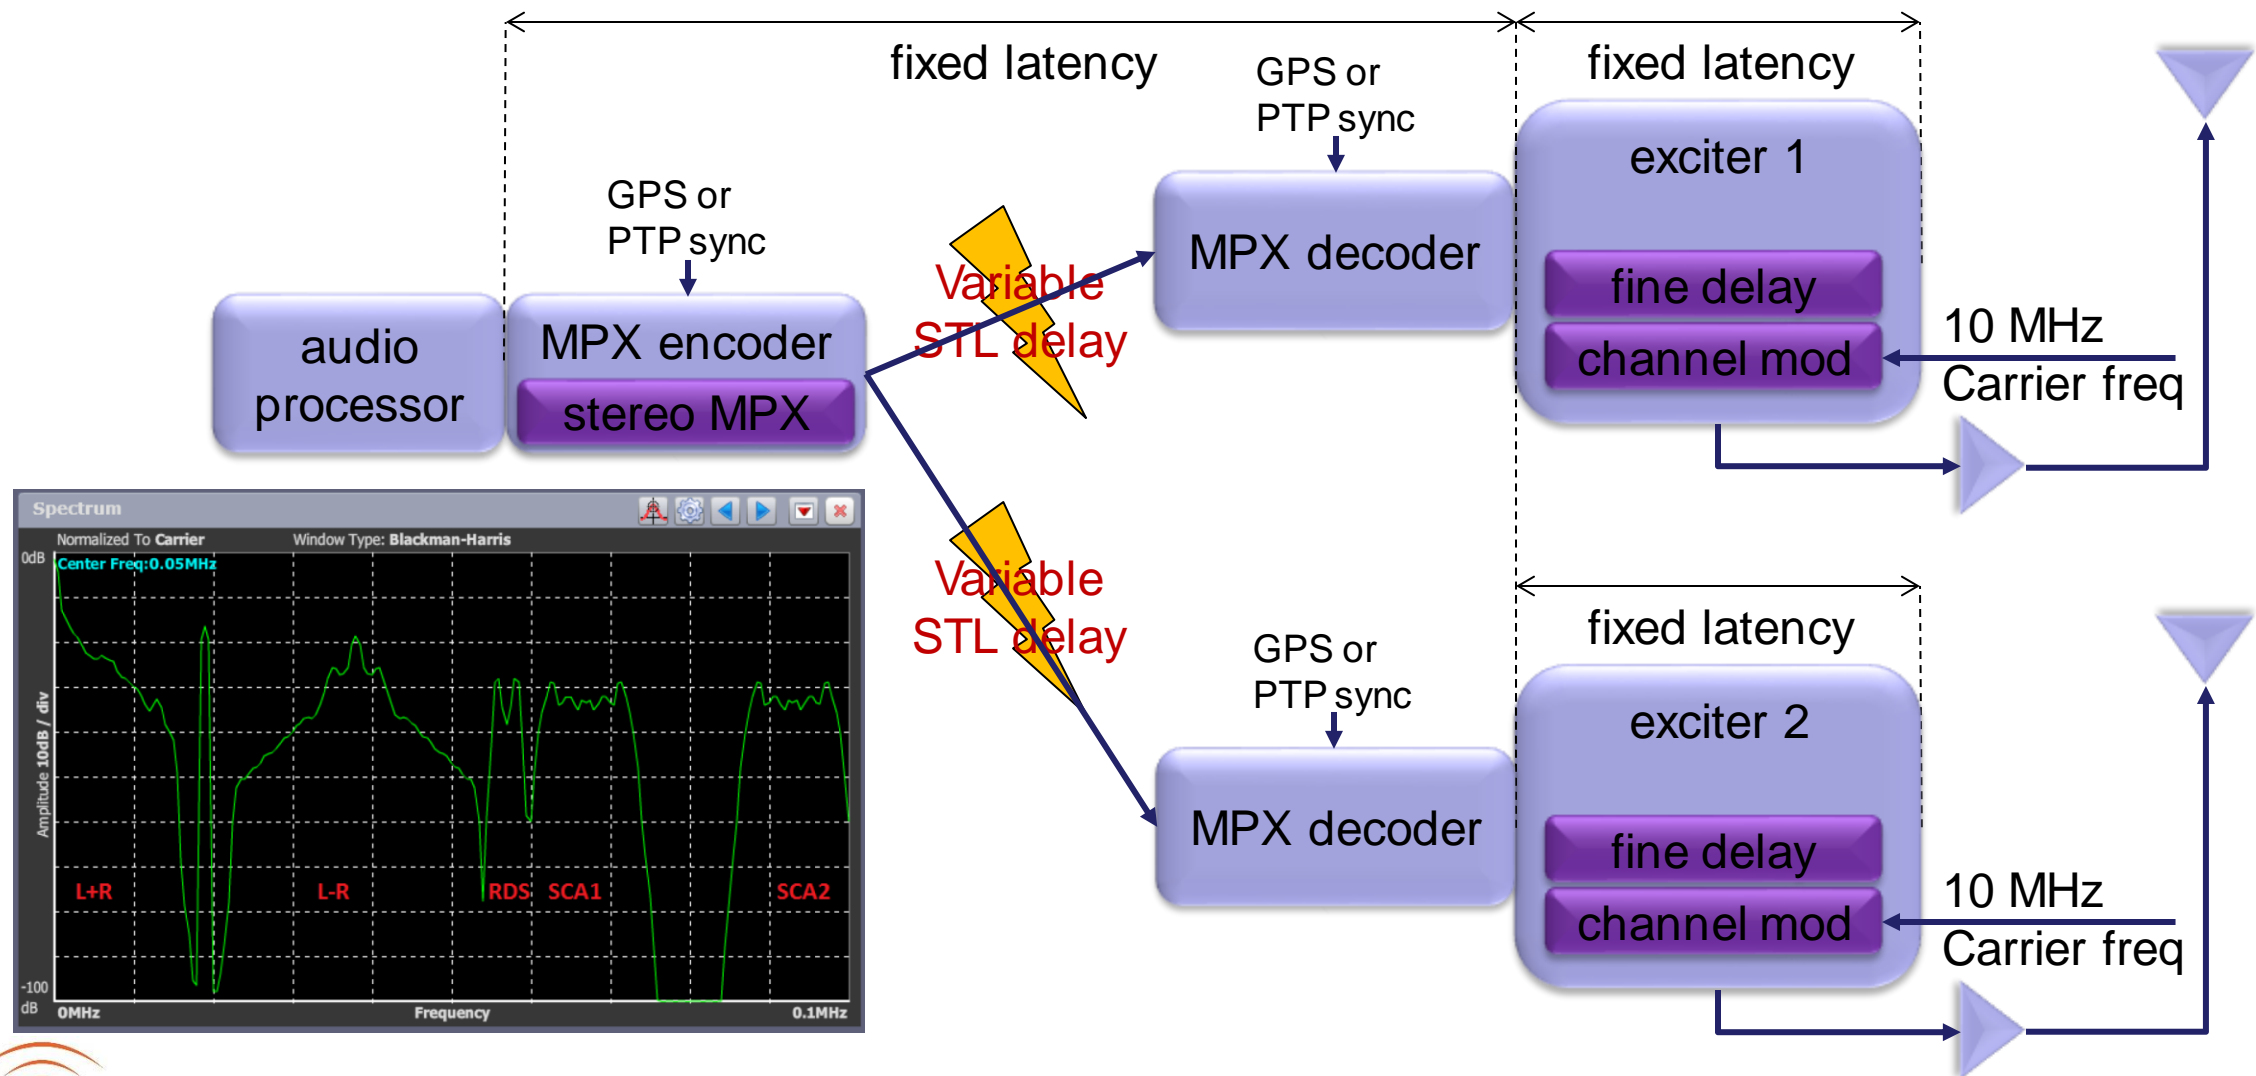 fixed latency
fixed latency
GPS or
PTP sync
exciter 1
GPS or
PTP sync
MPX decoder
Variable
STL delay
fine delay
channel mod
10 MHz
Carrier freq
audio
processor
MPX encoder
stereo MPX
Spectrum
Normalized To Carrier
Window Type: Blackman-Harris
0dB
Center Freq:0.05MHz
Amplitude 10dB / div
L+R
L-R
RDS
SCA1
SCA2
-100
dB
0MHz
Frequency
0.1MHz
Variable
STL delay
fixed latency
GPS or
PTP sync
exciter 2
MPX decoder
fine delay
channel mod
10 MHz
Carrier freq